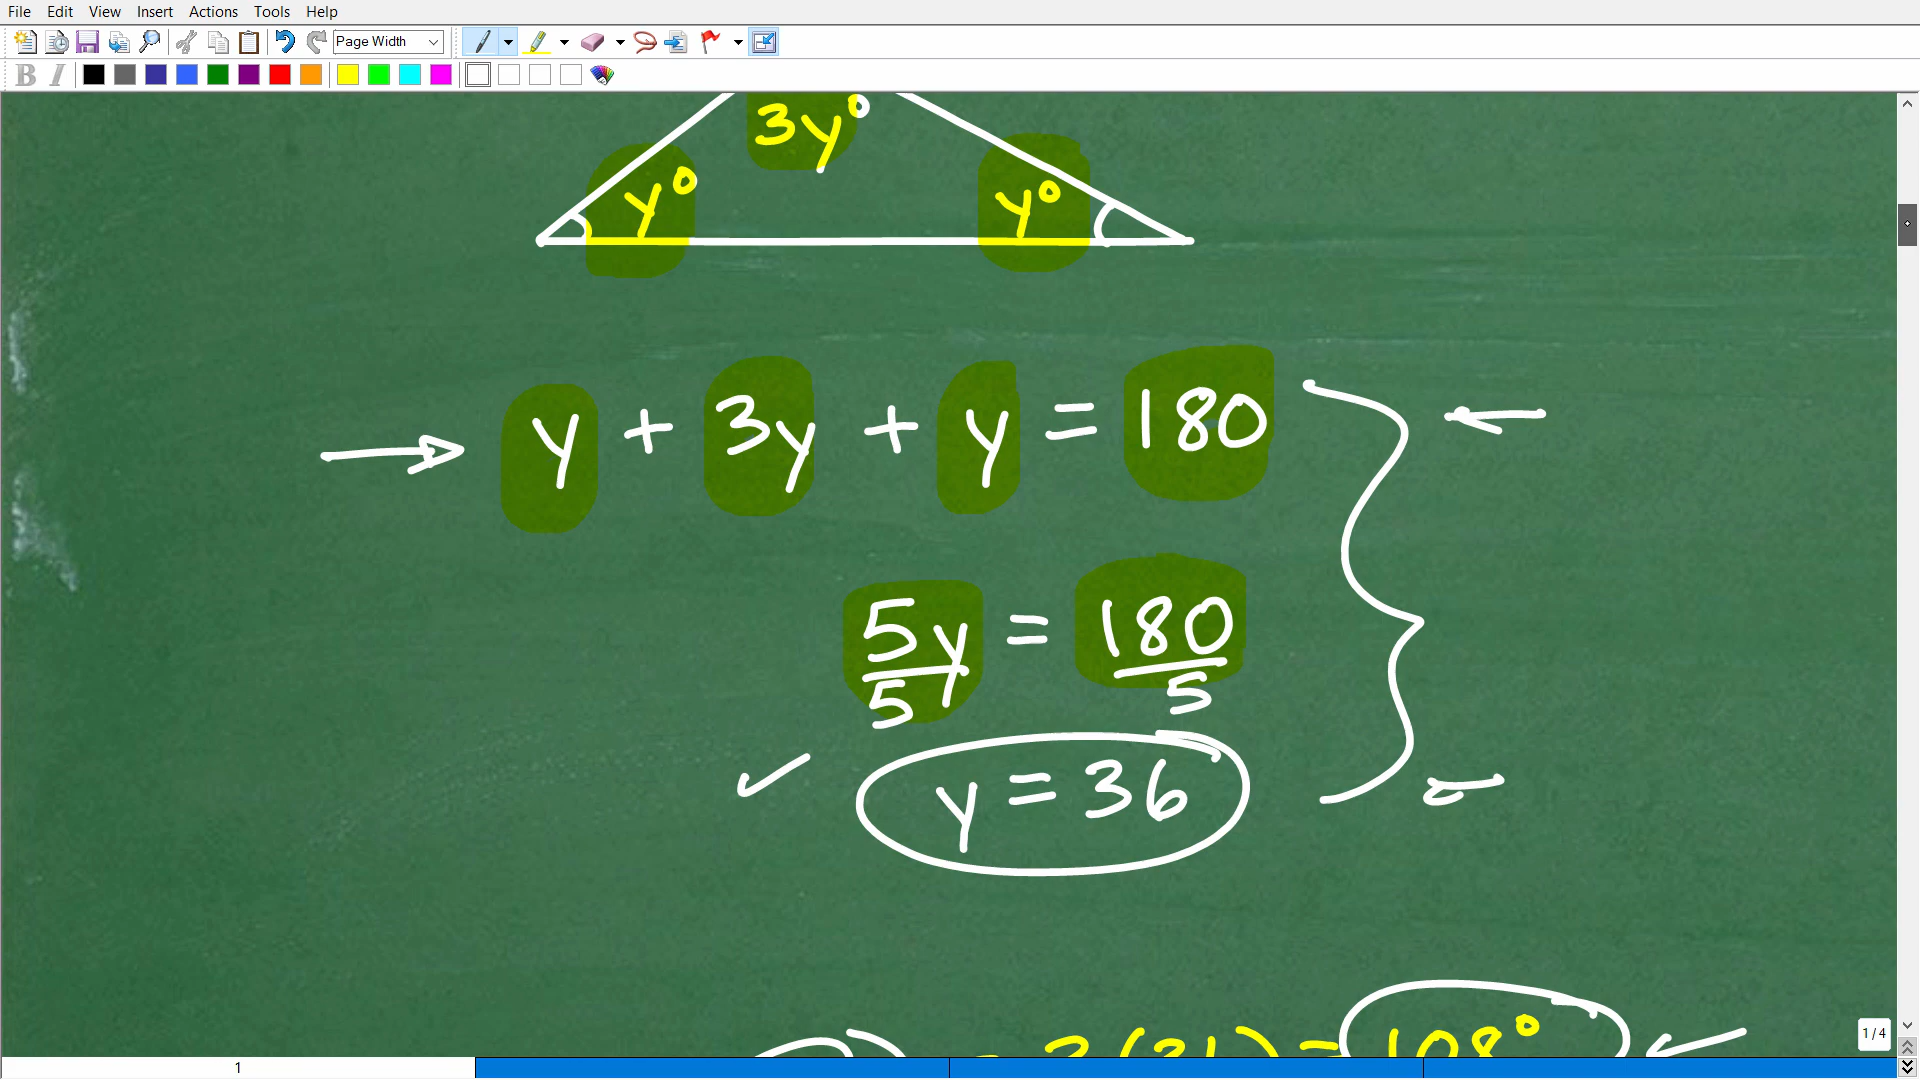 File Edit View Insert Actions Tools Help
Page Width
B I
3y°
y° y°
y + 3y + y = 180
5y = 180
5 5
y = 36
= 108°
1 / 4
1